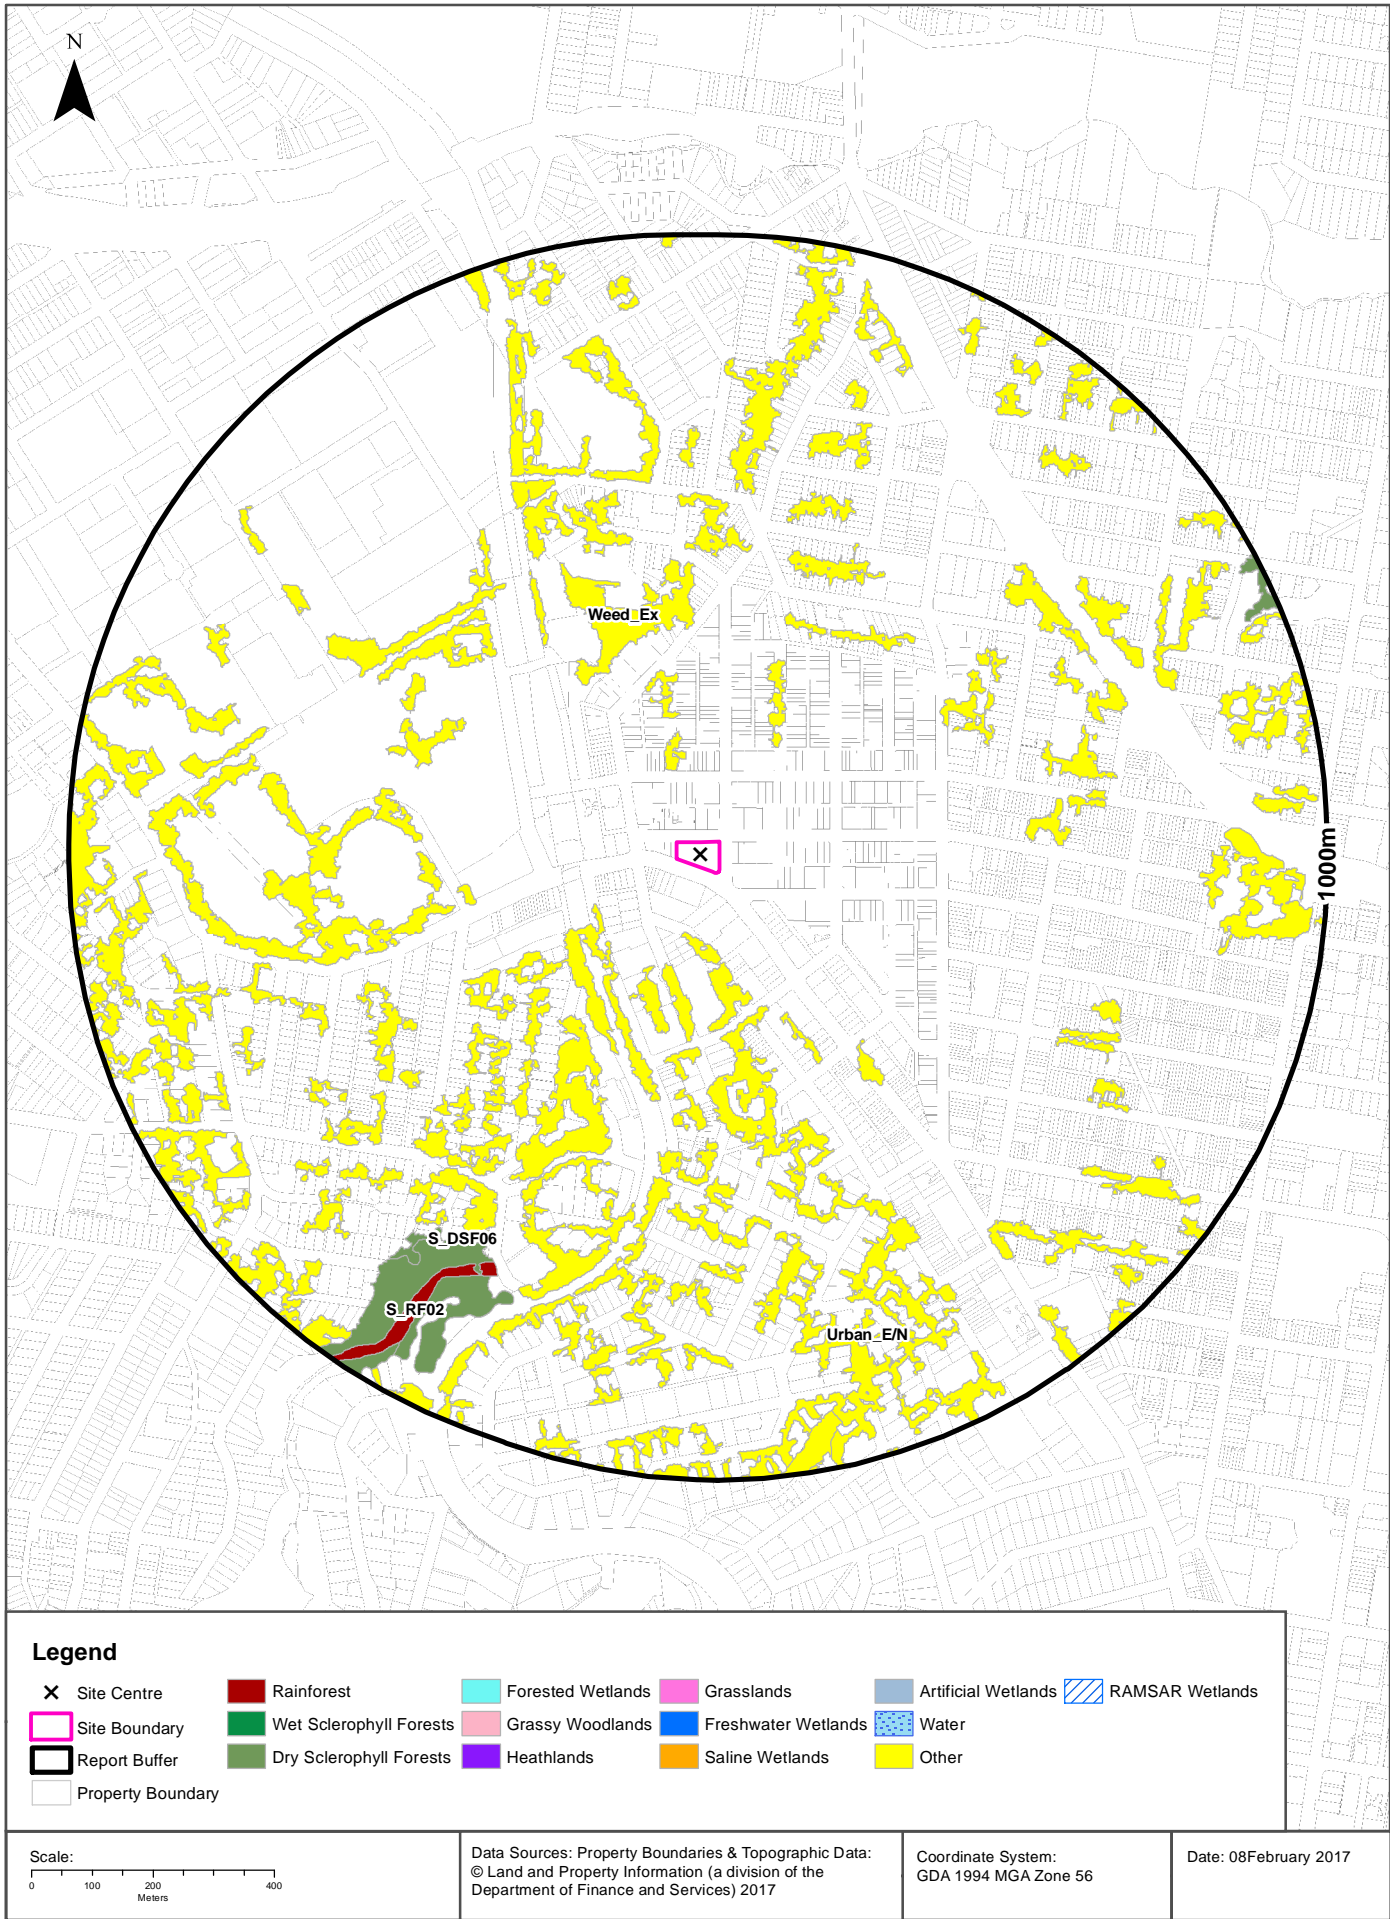 N
Weed_Ex
1000m
S_DSF06
S_RF02
Urban_E/N
Legend
Site Centre
Site Boundary
Report Buffer
Property Boundary
Rainforest
Wet Sclerophyll Forests
Dry Sclerophyll Forests
Forested Wetlands
Grassy Woodlands
Heathlands
Grasslands
Freshwater Wetlands
Saline Wetlands
Artificial Wetlands
Water
Other
RAMSAR Wetlands
Scale:
0 100 200 400
Meters
Data Sources: Property Boundaries & Topographic Data:
© Land and Property Information (a division of the
Department of Finance and Services) 2017
Coordinate System:
GDA 1994 MGA Zone 56
Date: 08February 2017